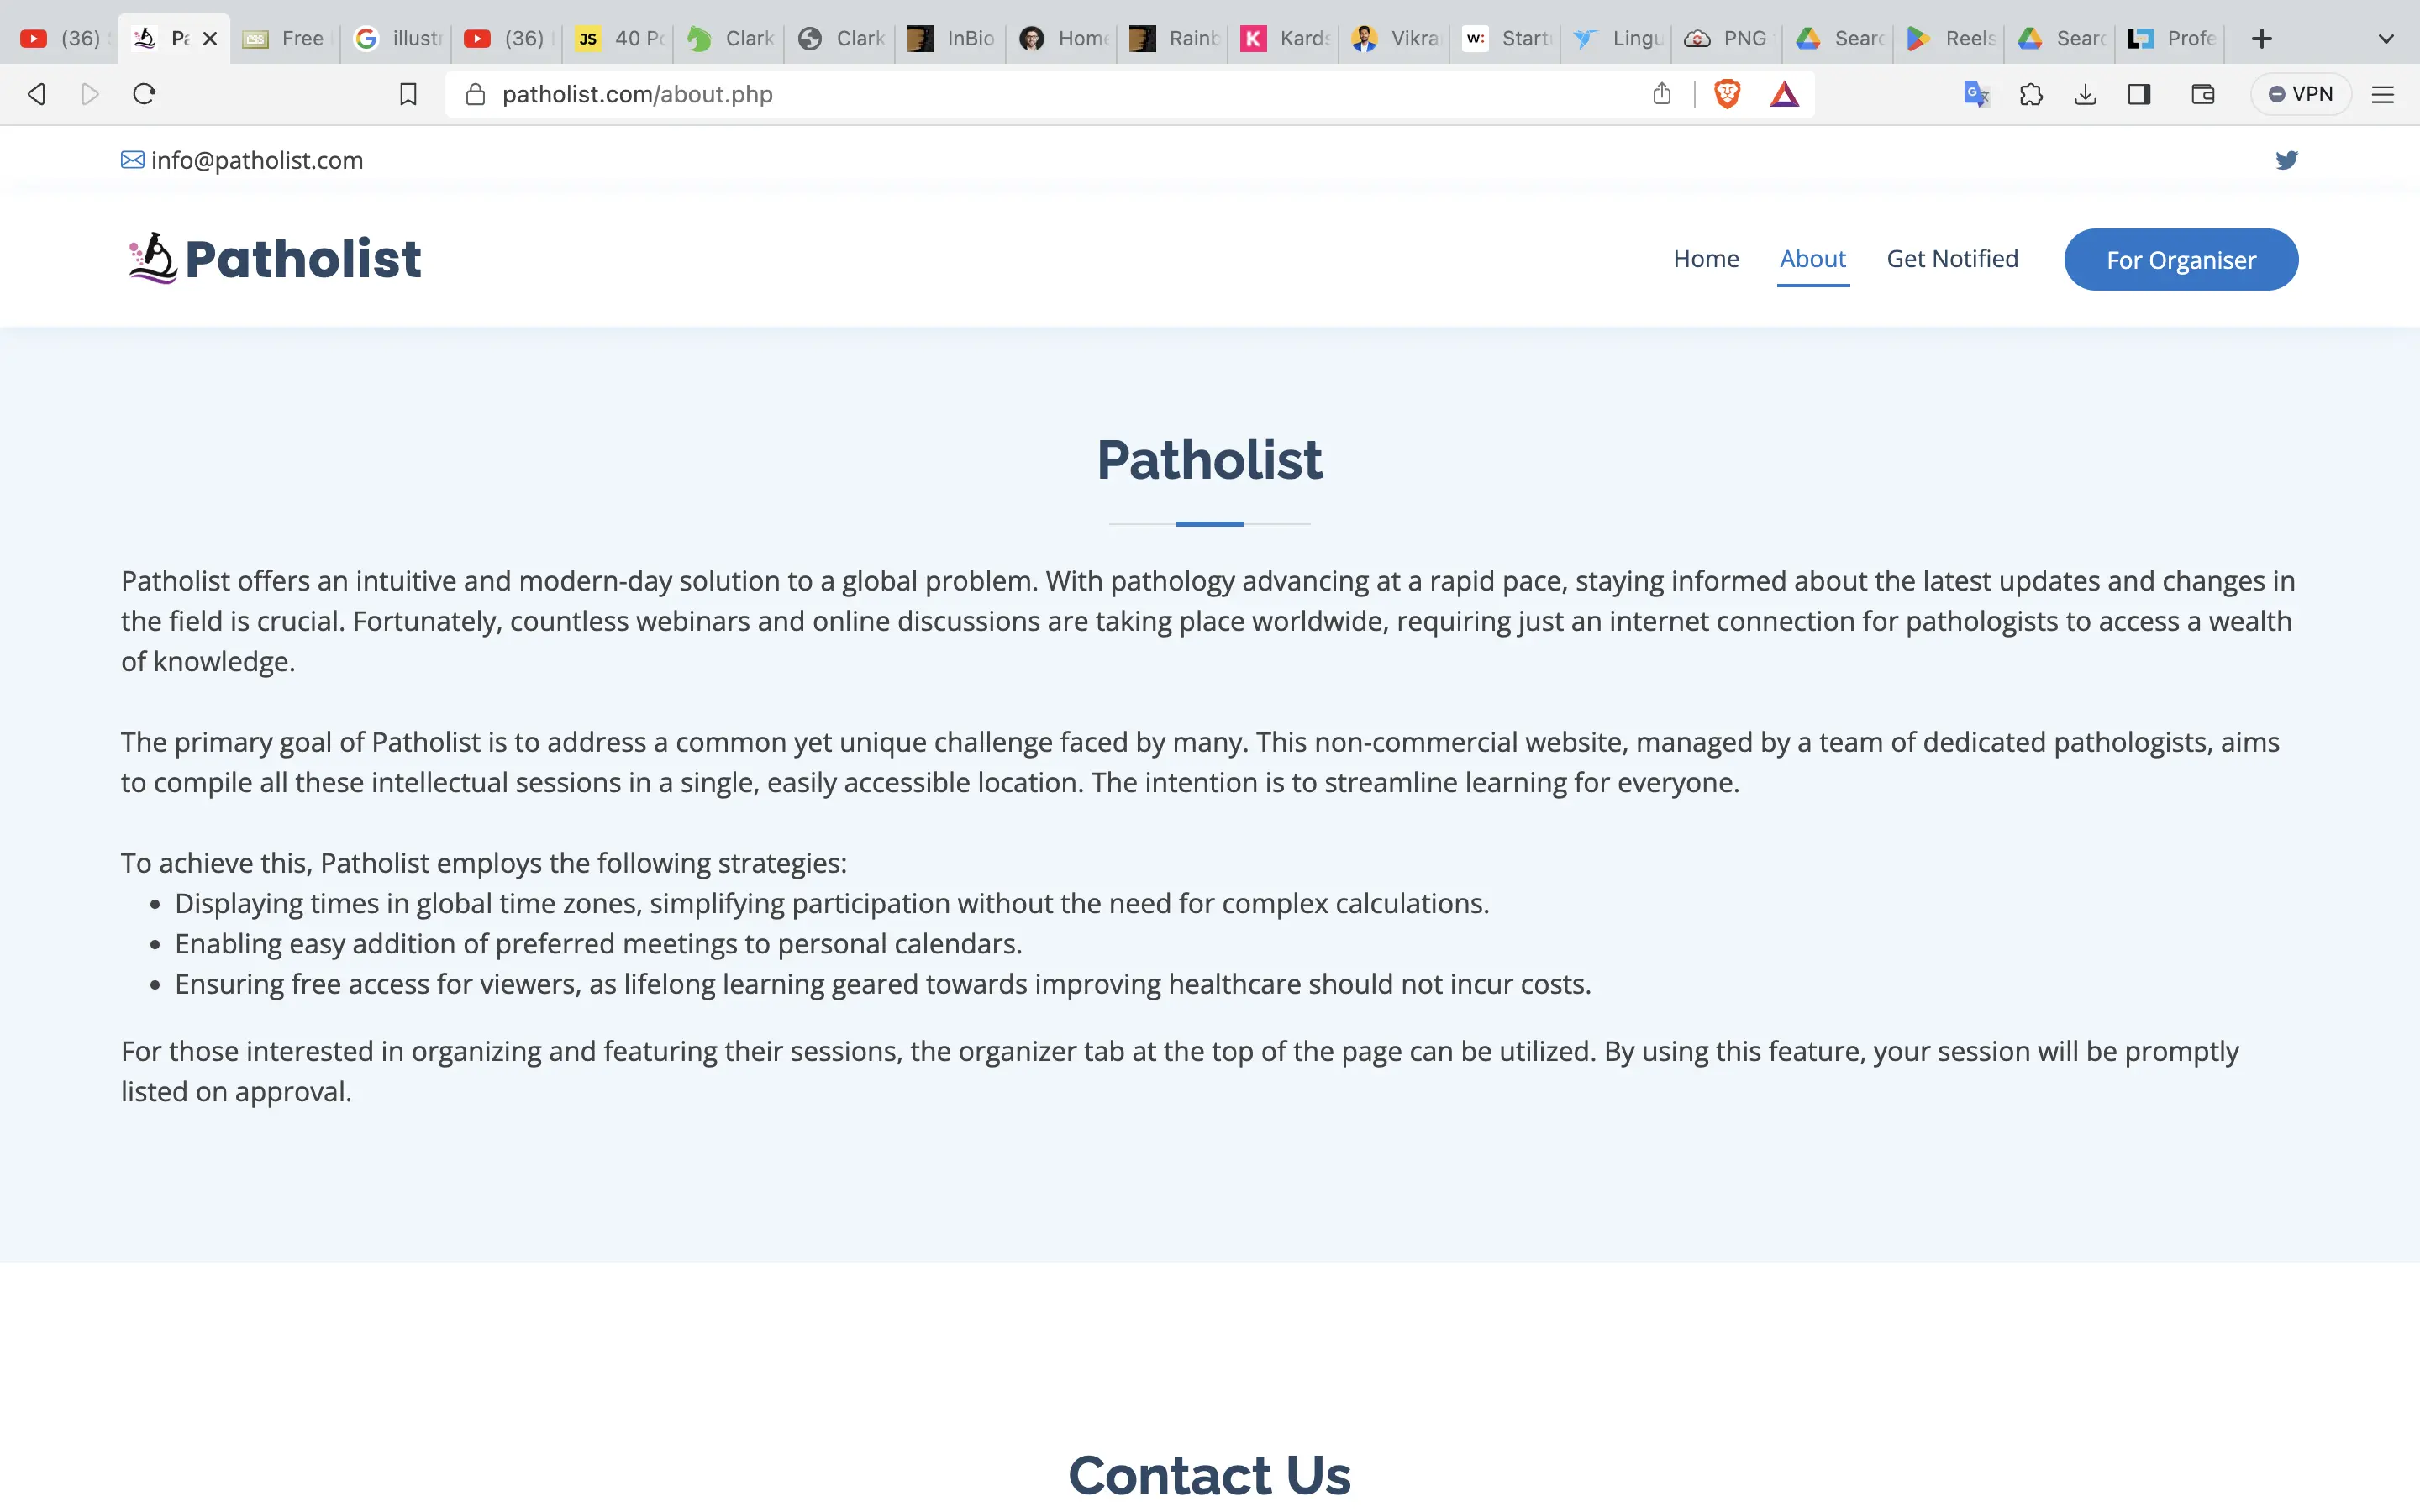 (36) Pa Free illustr (36) JS 40 Po Clark Clark InBio Home Rainb K Kards Vikra w: Start Lingu PNG Searc Reels Searc Profe
patholist.com/about.php VPN
info@patholist.com
Patholist Home About Get Notified For Organiser
Patholist
Patholist offers an intuitive and modern-day solution to a global problem. With pathology advancing at a rapid pace, staying informed about the latest updates and changes in
the field is crucial. Fortunately, countless webinars and online discussions are taking place worldwide, requiring just an internet connection for pathologists to access a wealth
of knowledge.
The primary goal of Patholist is to address a common yet unique challenge faced by many. This non-commercial website, managed by a team of dedicated pathologists, aims
to compile all these intellectual sessions in a single, easily accessible location. The intention is to streamline learning for everyone.
To achieve this, Patholist employs the following strategies:
• Displaying times in global time zones, simplifying participation without the need for complex calculations.
• Enabling easy addition of preferred meetings to personal calendars.
• Ensuring free access for viewers, as lifelong learning geared towards improving healthcare should not incur costs.
For those interested in organizing and featuring their sessions, the organizer tab at the top of the page can be utilized. By using this feature, your session will be promptly
listed on approval.
Contact Us